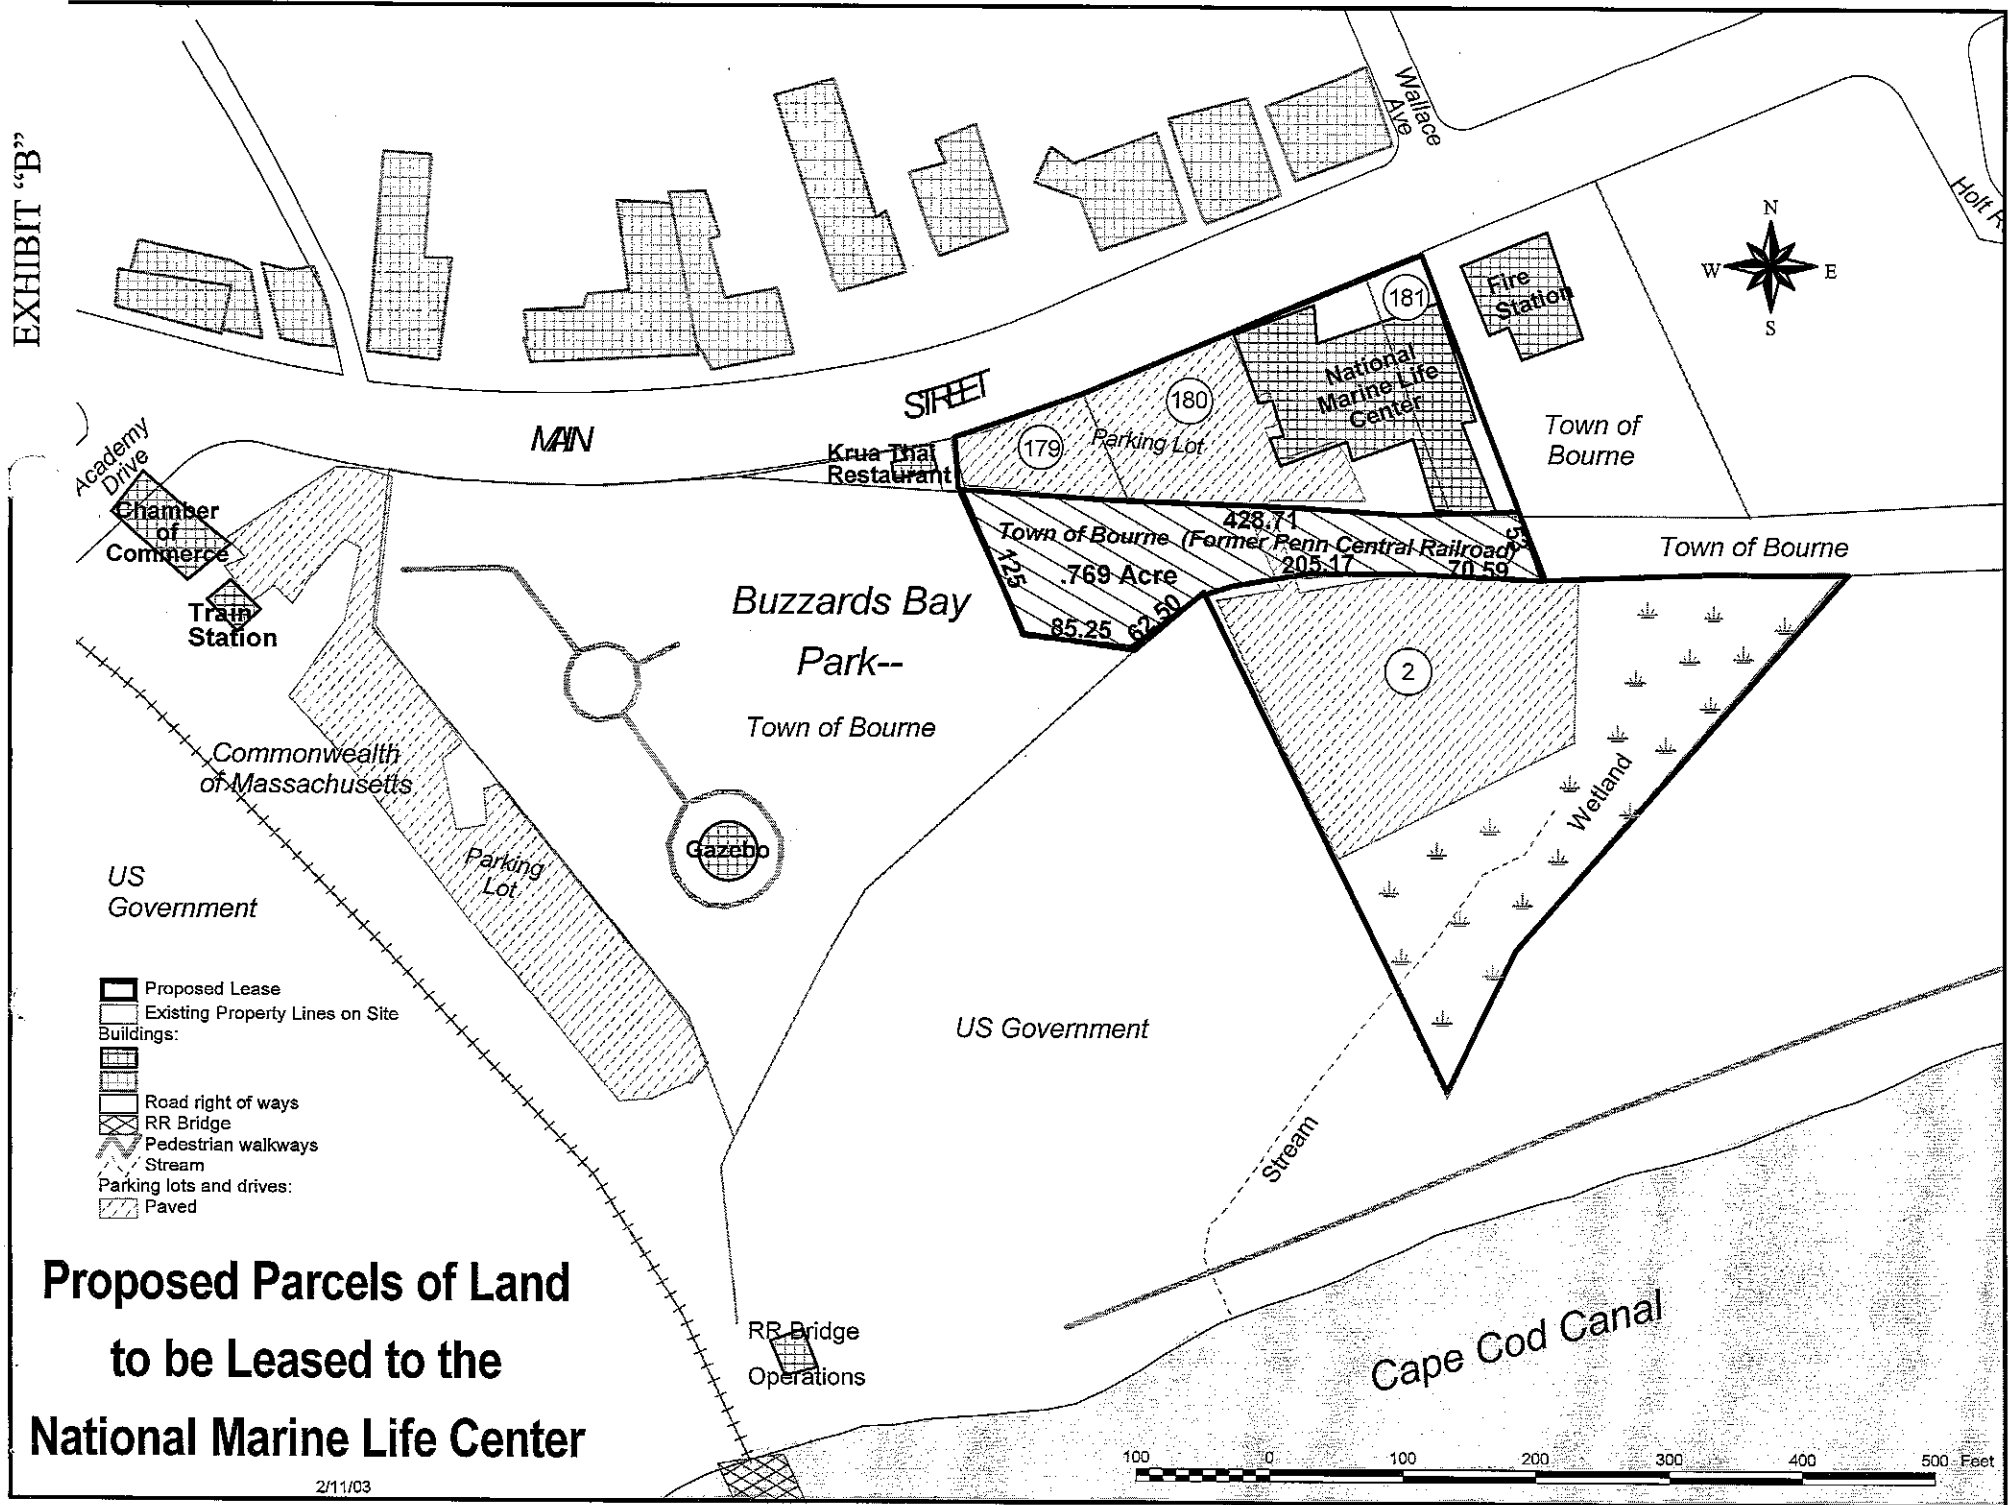 EXHIBIT “B”
Wallace
Ave
Holt R
N
W
E
S
Fire
Station
181
National
Marine Life
Center
180
179
Parking Lot
STREET
MAIN
Krua Thai
Restaurant
Town of
Bourne
Academy
Drive
Chamber
of
Commerce
Train
Station
428.71
53
Town of Bourne (Former Penn Central Railroad)
205.17
70.59
125
.769 Acre
85.25
62.50
Town of Bourne
Buzzards Bay
Park--
Town of Bourne
2
Wetland
Commonwealth
of Massachusetts
Parking
Lot
Gazebo
US
Government
US Government
Stream
Proposed Lease
Existing Property Lines on Site
Buildings:
Road right of ways
RR Bridge
Pedestrian walkways
Stream
Parking lots and drives:
Paved
Proposed Parcels of Land
to be Leased to the
National Marine Life Center
2/11/03
RR Bridge
Operations
Cape Cod Canal
100 0 100 200 300 400 500 Feet